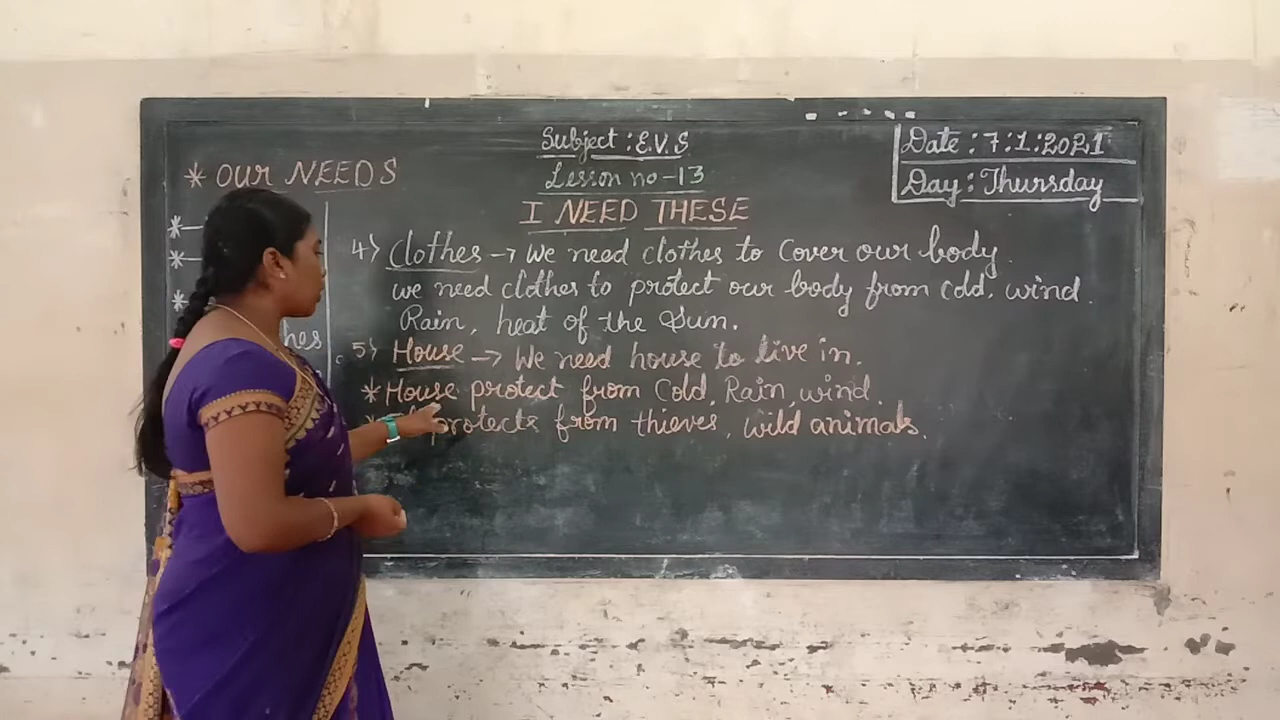 Subject : E.V.S
Date : 7:1:2021
Day : Thursday
Lesson no -13
* OUR NEEDS
I NEED THESE
*
*
*
hes
4) Clothes → We need clothes to cover our body.
we need clothes to protect our body from cold, wind.
Rain, heat of the Sun.
5) House → We need house to live in.
* House protect from Cold, Rain, wind.
* protects from thieves, wild animals.